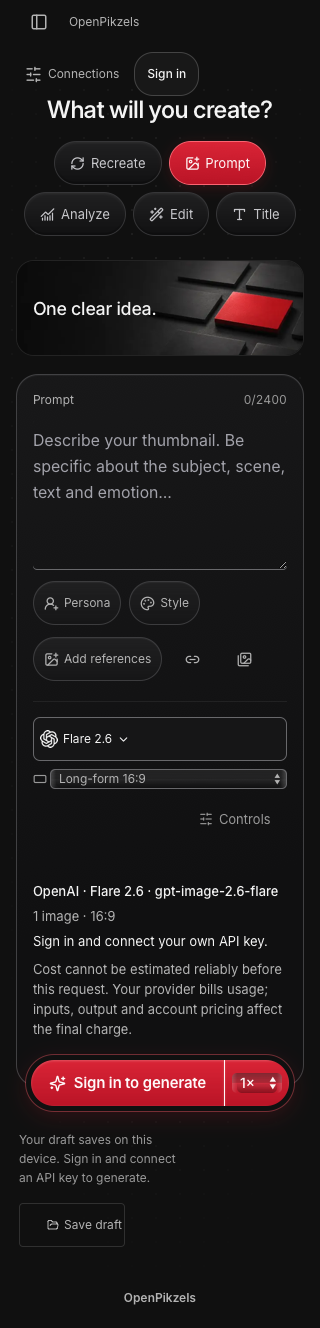 OpenPikzels
Connections
Sign in
What will you create?
Recreate
Prompt
Analyze
Edit
Title
One clear idea.
Prompt
0/2400
Describe your thumbnail. Be
specific about the subject, scene,
text and emotion...
Persona
Style
Add references
Flare 2.6
Long-form 16:9
Controls
OpenAI · Flare 2.6 · gpt-image-2.6-flare
1 image · 16:9
Sign in and connect your own API key.
Cost cannot be estimated reliably before
this request. Your provider bills usage;
inputs, output and account pricing affect
the final charge.
Sign in to generate
1×
Your draft saves on this
device. Sign in and connect
an API key to generate.
Save draft
OpenPikzels